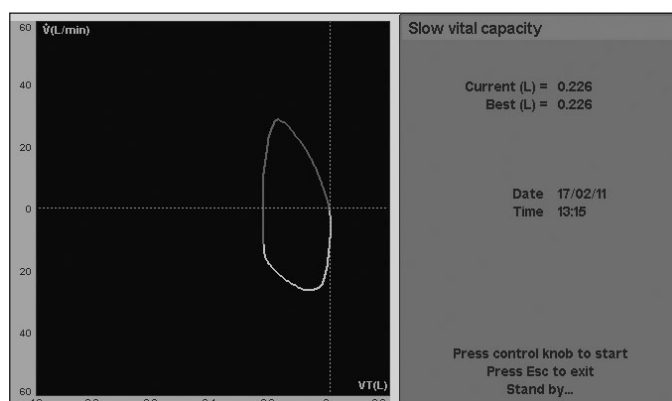 V̇(L/min)
60
40
20
0
20
40
60
VT(L)
Slow vital capacity
Current (L) = 0.226
Best (L) = 0.226
Date 17/02/11
Time 13:15
Press control knob to start
Press Esc to exit
Stand by...